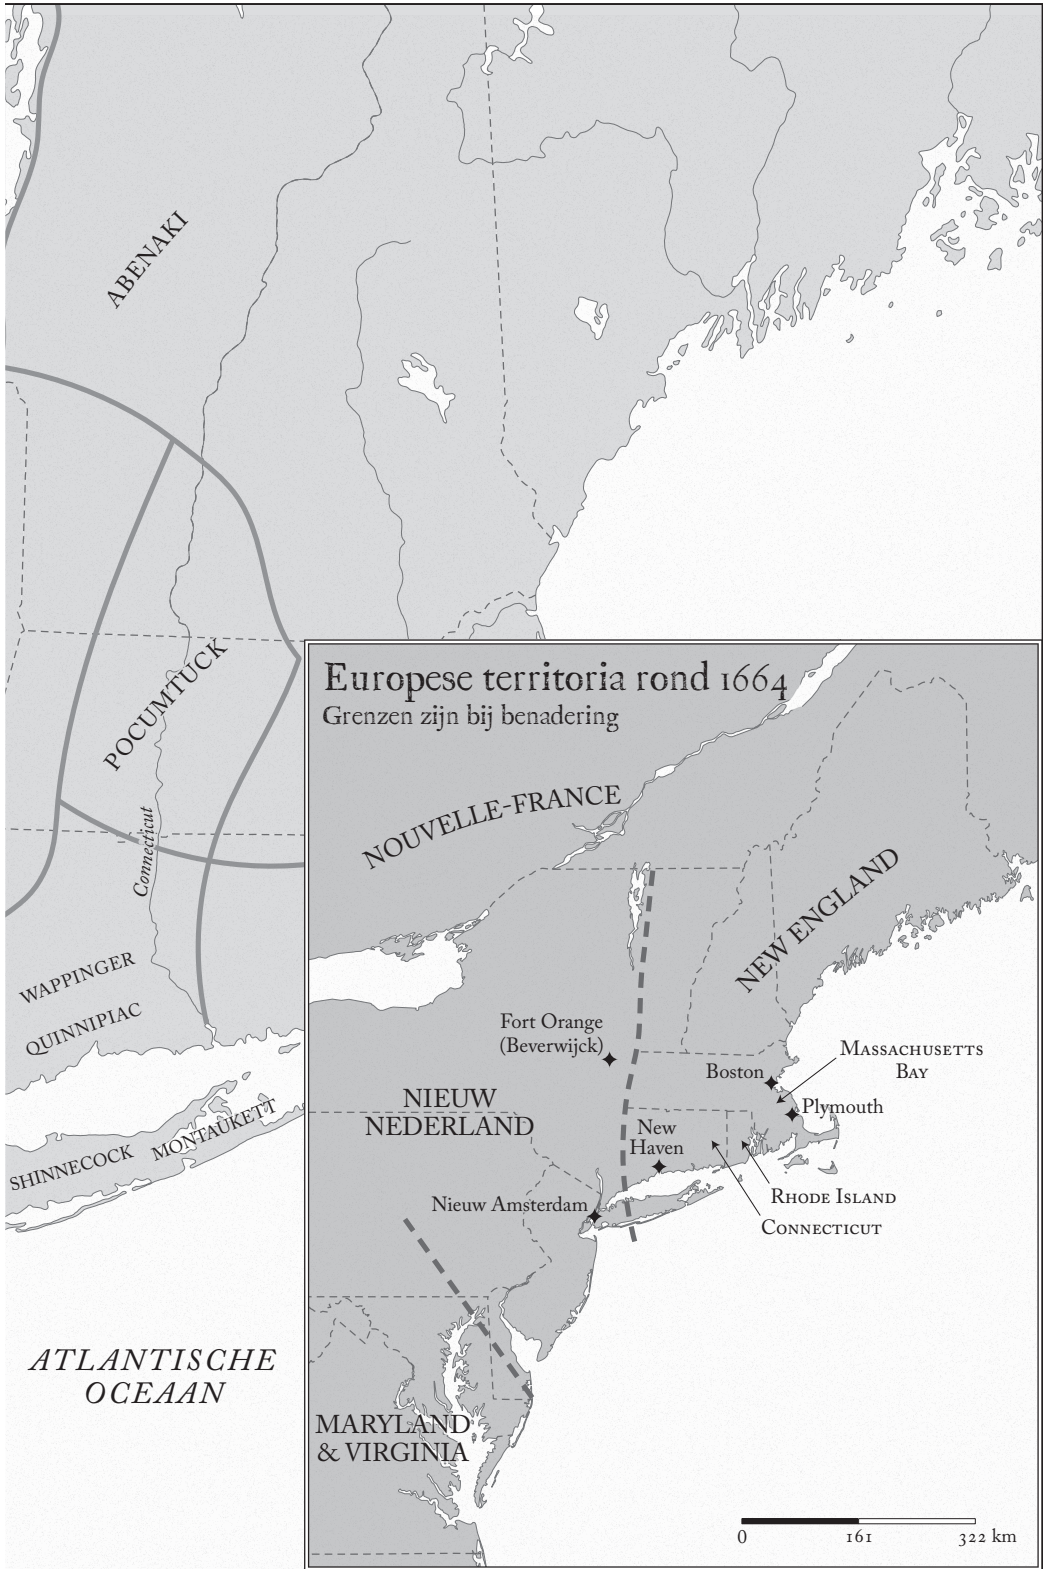 ABENAKI
POCUMTUCK
Connecticut
WAPPINGER
QUINNIPIAC
MONTAUKETT
SHINNECOCK
ATLANTISCHE
OCEAAN
Europese territoria rond 1664
Grenzen zijn bij benadering
NOUVELLE-FRANCE
NEW ENGLAND
Fort Orange
(Beverwijck)
Boston
MASSACHUSETTS
BAY
Plymouth
NIEUW
NEDERLAND
New
Haven
RHODE ISLAND
CONNECTICUT
Nieuw Amsterdam
MARYLAND
& VIRGINIA
0 161 322 km